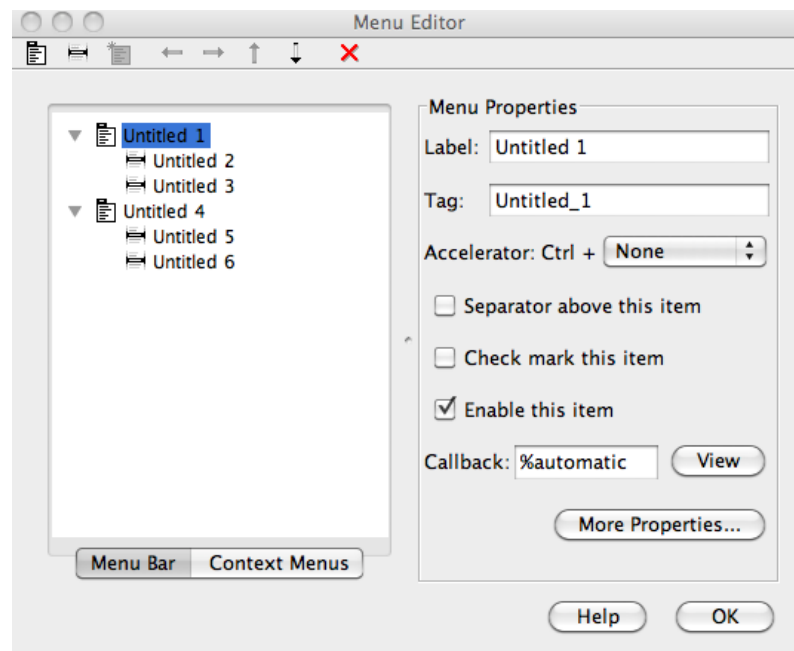 Menu Editor
Untitled 1
Untitled 2
Untitled 3
Untitled 4
Untitled 5
Untitled 6
Menu Bar Context Menus
Menu Properties
Label: Untitled 1
Tag: Untitled_1
Accelerator: Ctrl + None
Separator above this item
Check mark this item
Enable this item
Callback: %automatic View
More Properties...
Help OK